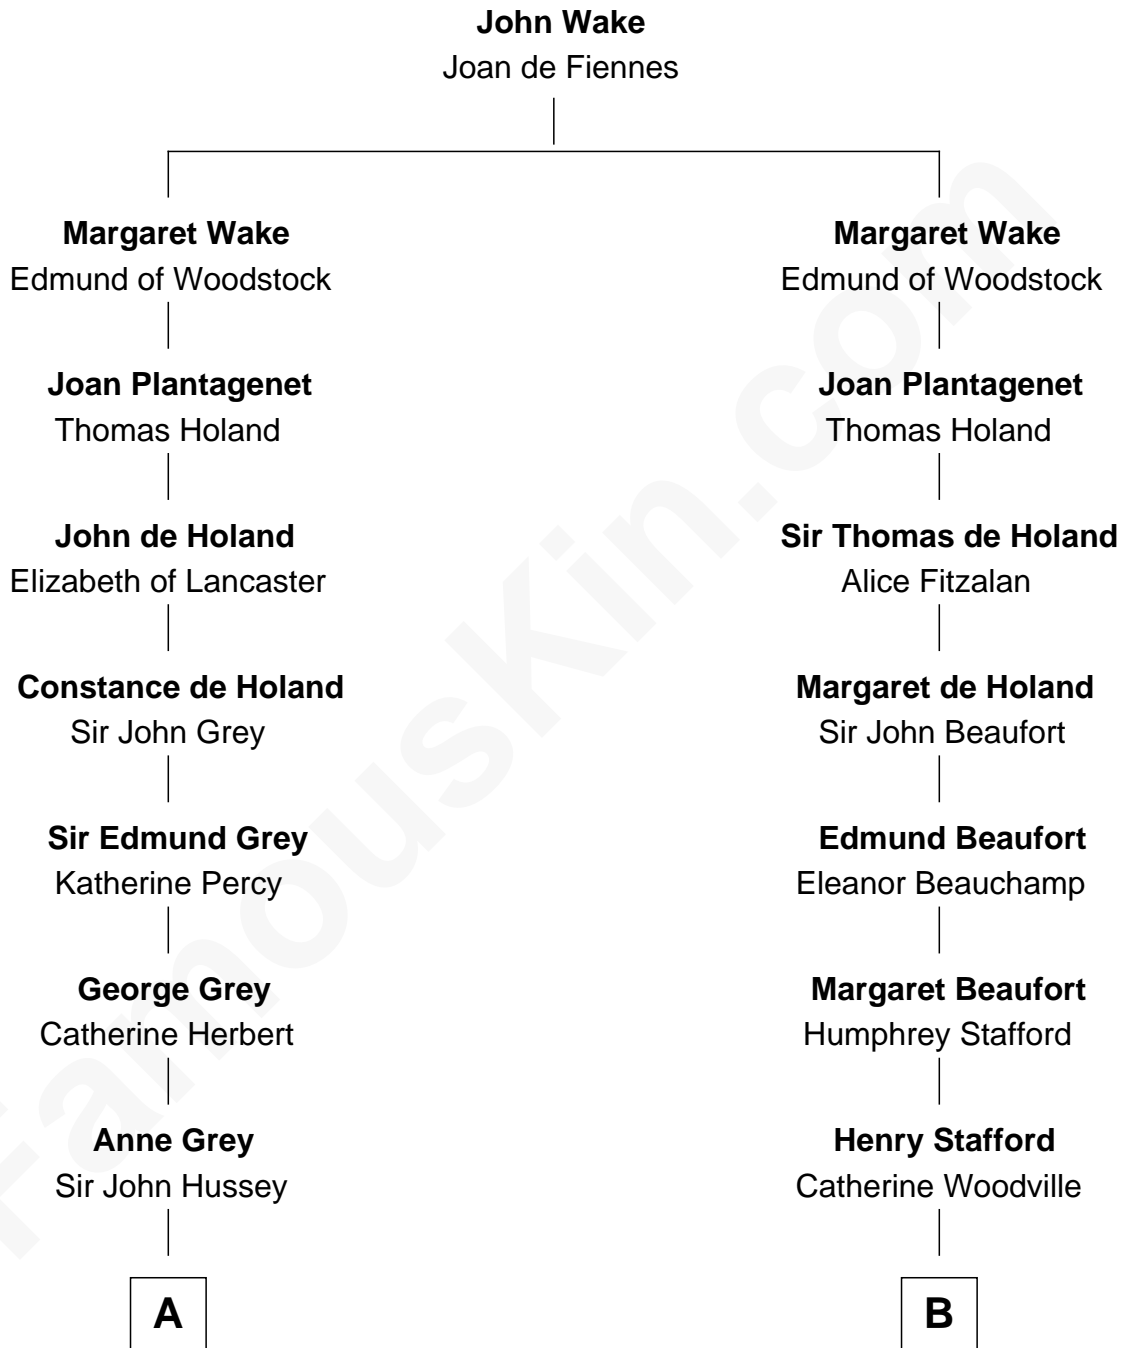 John Wake
Joan de Fiennes
Margaret Wake
Edmund of Woodstock
Margaret Wake
Edmund of Woodstock
Joan Plantagenet
Thomas Holand
Joan Plantagenet
Thomas Holand
John de Holand
Elizabeth of Lancaster
Sir Thomas de Holand
Alice Fitzalan
Constance de Holand
Sir John Grey
Margaret de Holand
Sir John Beaufort
Sir Edmund Grey
Katherine Percy
Edmund Beaufort
Eleanor Beauchamp
George Grey
Catherine Herbert
Margaret Beaufort
Humphrey Stafford
Anne Grey
Sir John Hussey
Henry Stafford
Catherine Woodville
A
B
FamousKin.com